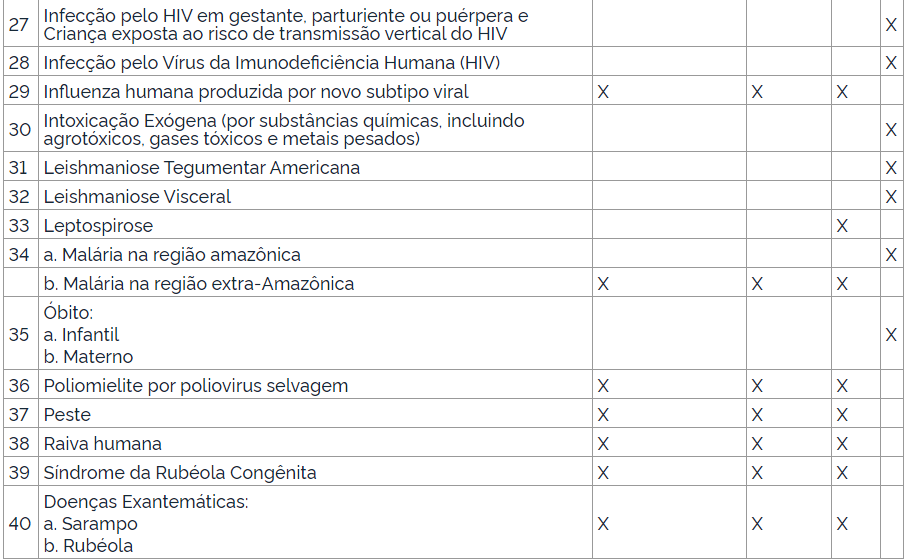 27 Infecção pelo HIV em gestante, parturiente ou puérpera e
Criança exposta ao risco de transmissão vertical do HIV X
28 Infecção pelo Vírus da Imunodeficiência Humana (HIV) X
29 Influenza humana produzida por novo subtipo viral X X X
30 Intoxicação Exógena (por substâncias químicas, incluindo
agrotóxicos, gases tóxicos e metais pesados) X
31 Leishmaniose Tegumentar Americana X
32 Leishmaniose Visceral X
33 Leptospirose X
34 a. Malária na região amazônica X
b. Malária na região extra-Amazônica X X X
Óbito:
35 a. Infantil X
b. Materno
36 Poliomielite por poliovirus selvagem X X X
37 Peste X X X
38 Raiva humana X X X
39 Síndrome da Rubéola Congênita X X X
Doenças Exantemáticas:
40 a. Sarampo X X X
b. Rubéola